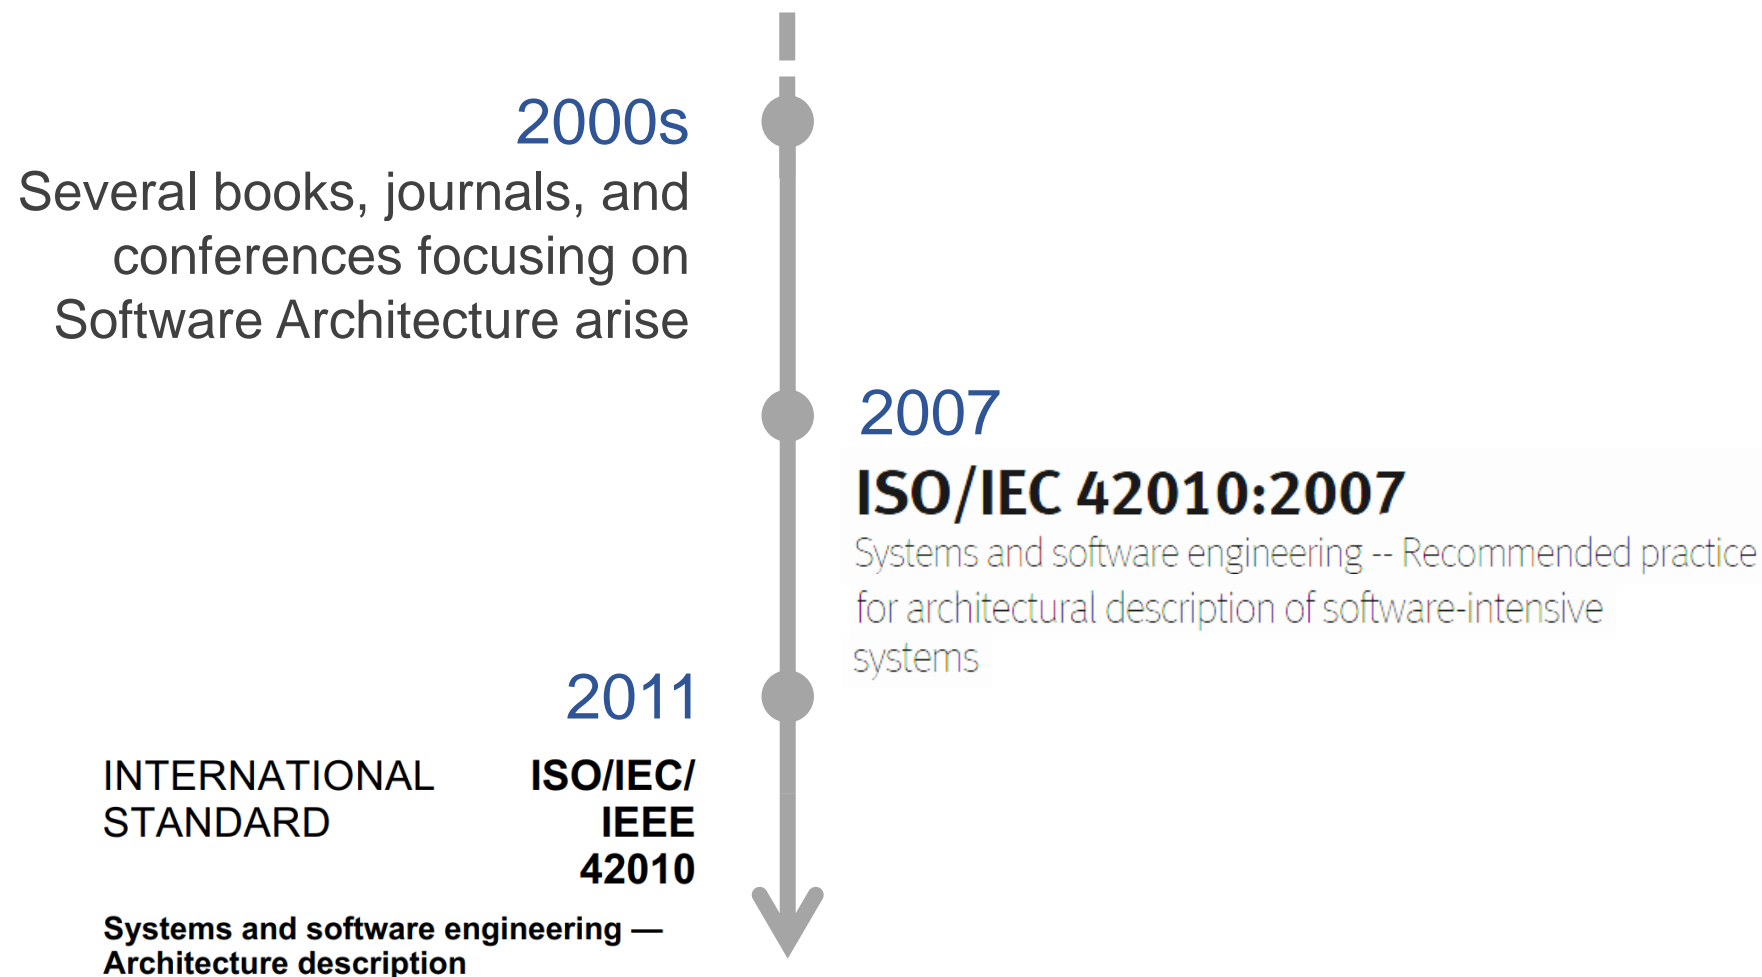 2000s
Several books, journals, and
conferences focusing on
Software Architecture arise
2007
ISO/IEC 42010:2007
Systems and software engineering -- Recommended practice
for architectural description of software-intensive
systems
2011
INTERNATIONAL
STANDARD
ISO/IEC/
IEEE
42010
Systems and software engineering —
Architecture description